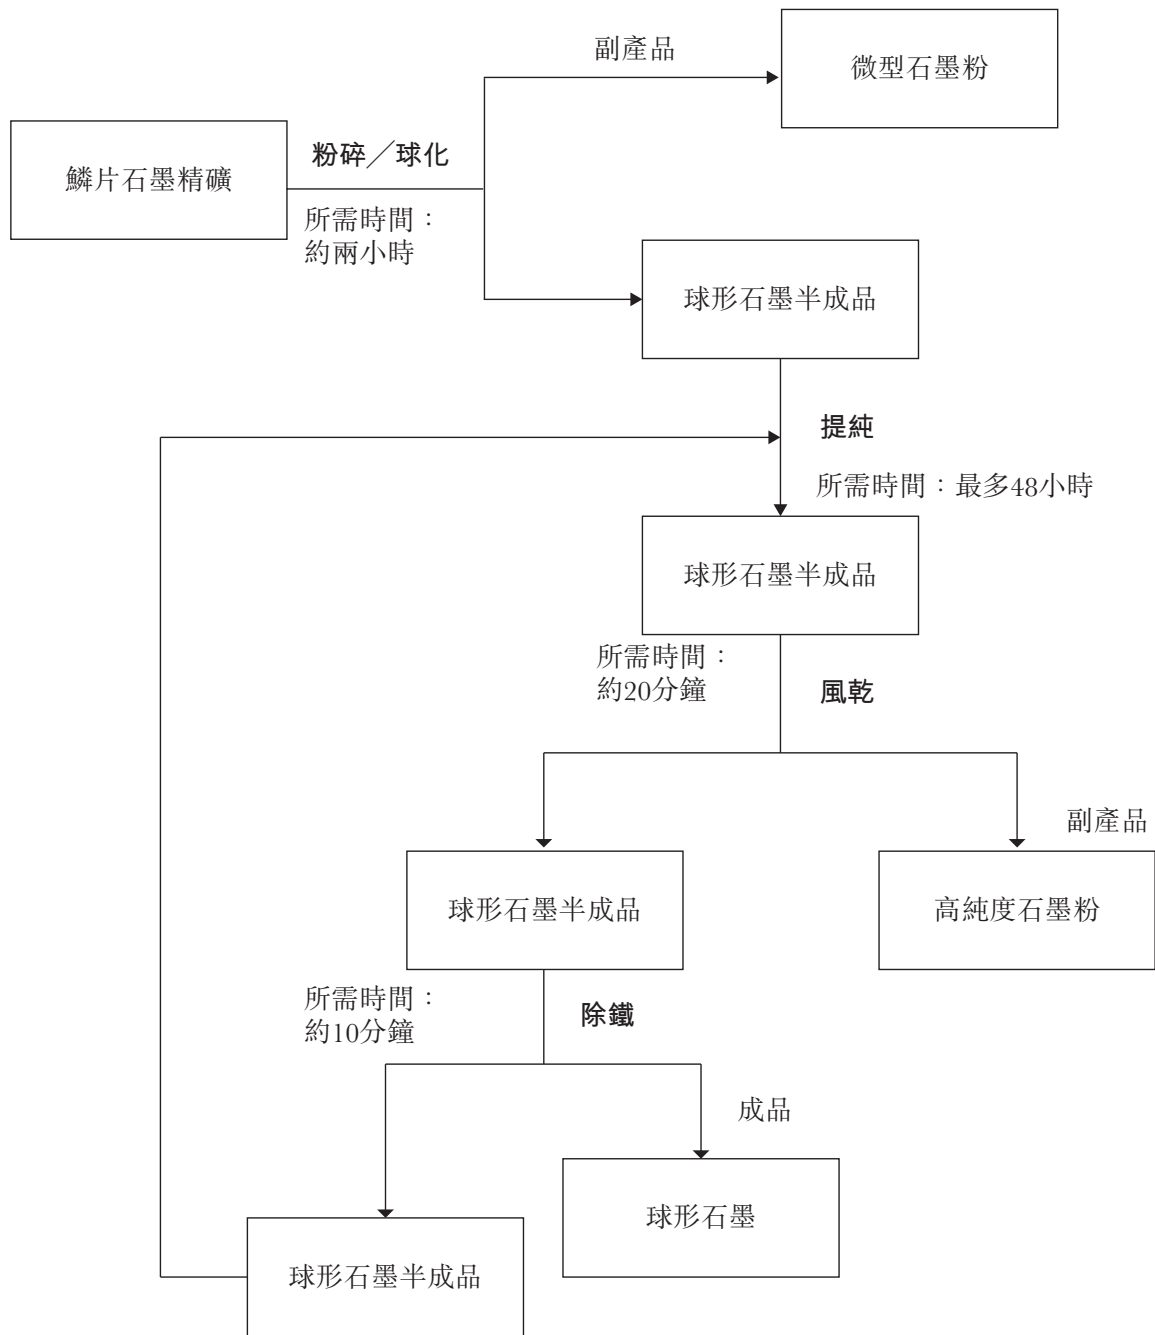 副產品
微型石墨粉
鱗片石墨精礦
粉碎／球化
所需時間：
約兩小時
球形石墨半成品
提純
所需時間：最多48小時
球形石墨半成品
所需時間：
約20分鐘
風乾
副產品
球形石墨半成品
高純度石墨粉
所需時間：
約10分鐘
除鐵
成品
球形石墨
球形石墨半成品